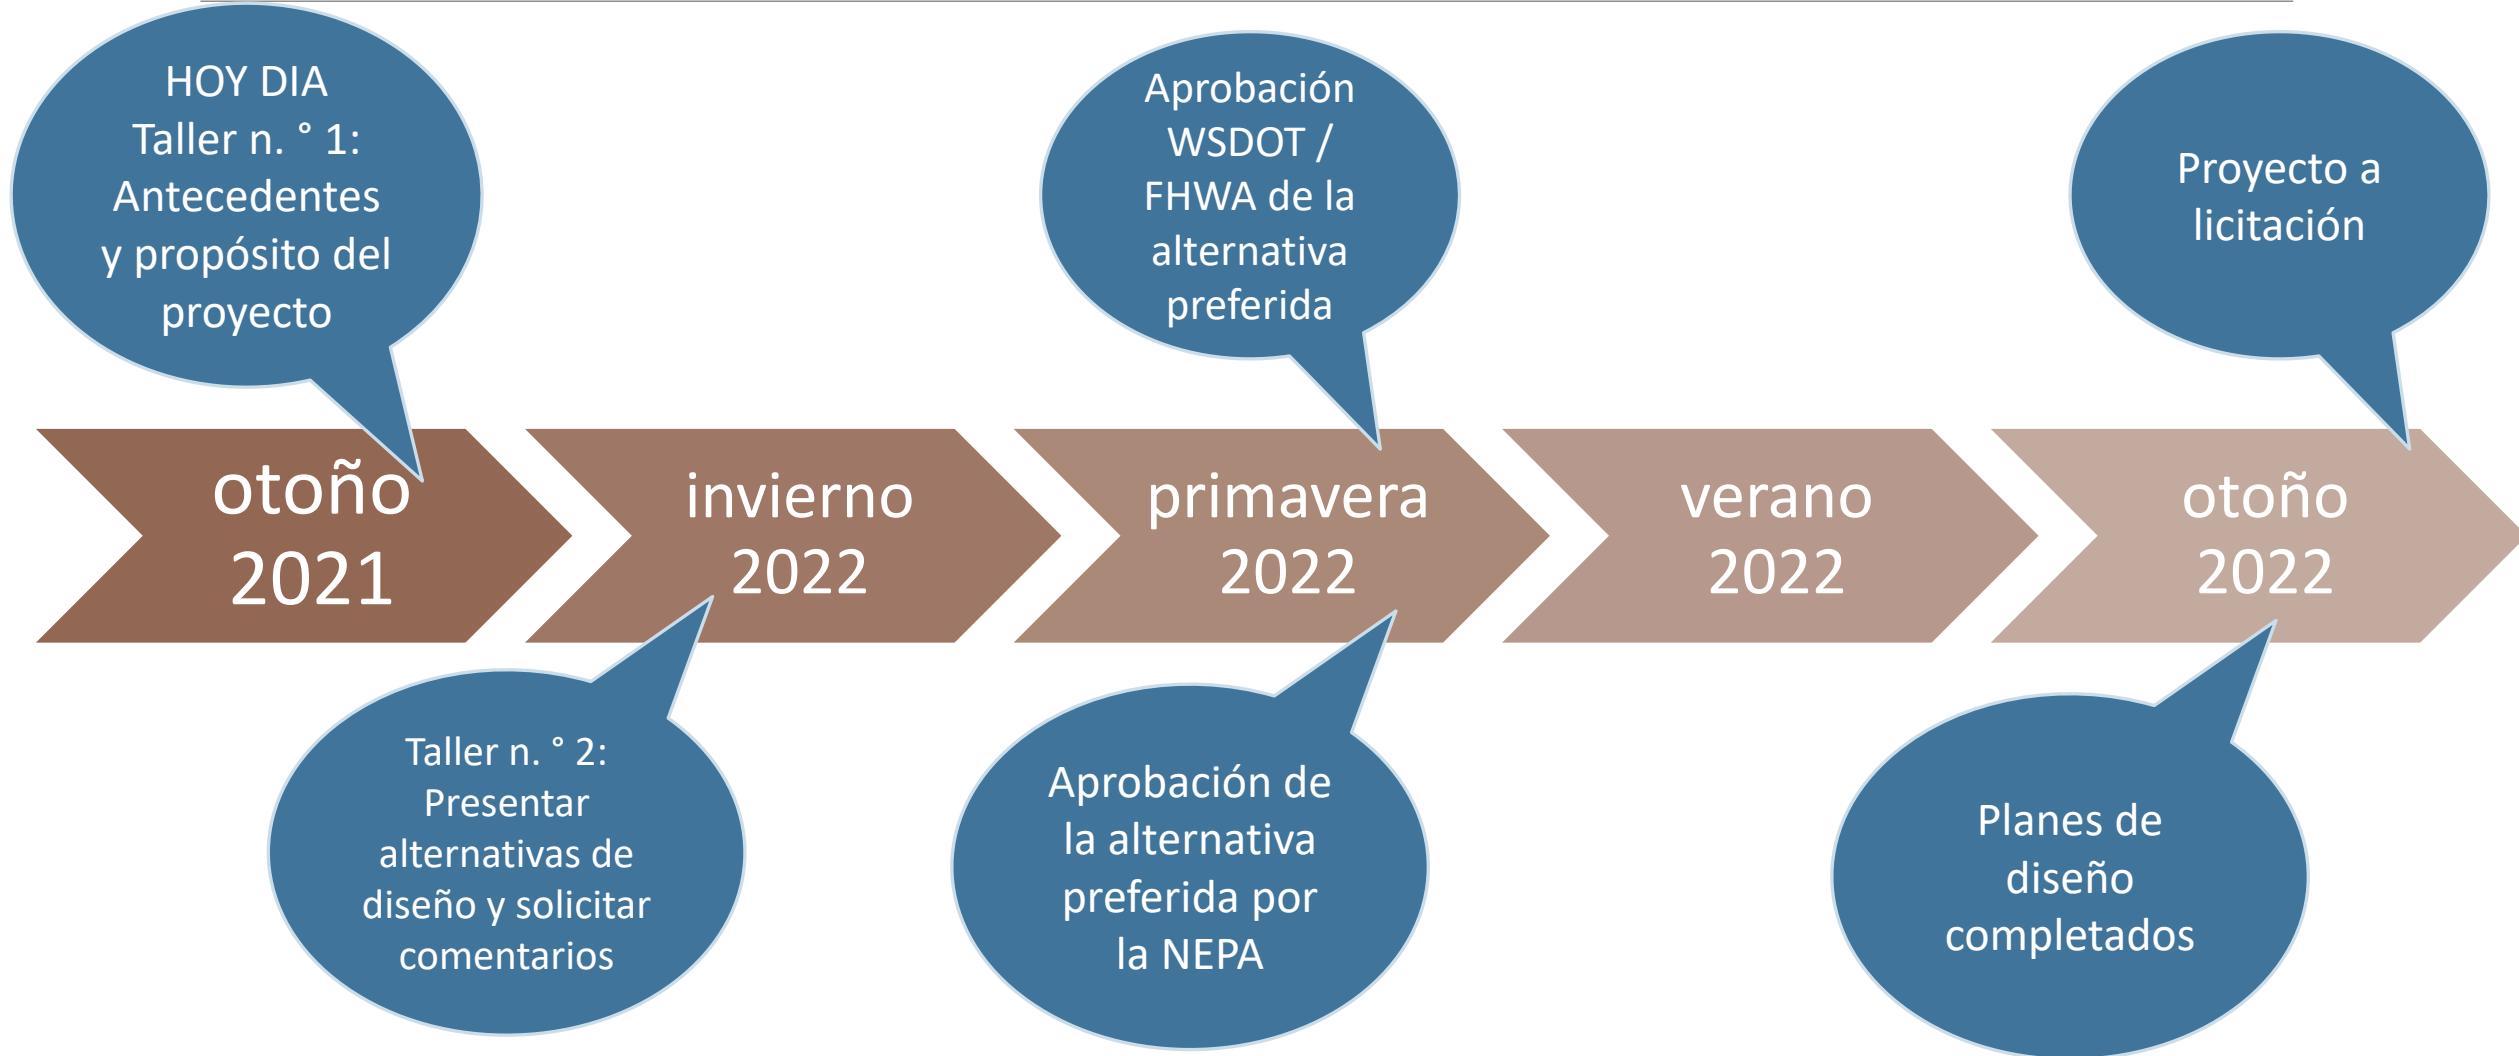 HOY DIA
Taller n. ° 1:
Antecedentes
y propósito del
proyecto
Aprobación
WSDOT /
FHWA de la
alternativa
preferida
Proyecto a
licitación
otoño
2021
invierno
2022
primavera
2022
verano
2022
otoño
2022
Taller n. ° 2:
Presentar
alternativas de
diseño y solicitar
comentarios
Aprobación de
la alternativa
preferida por
la NEPA
Planes de
diseño
completados